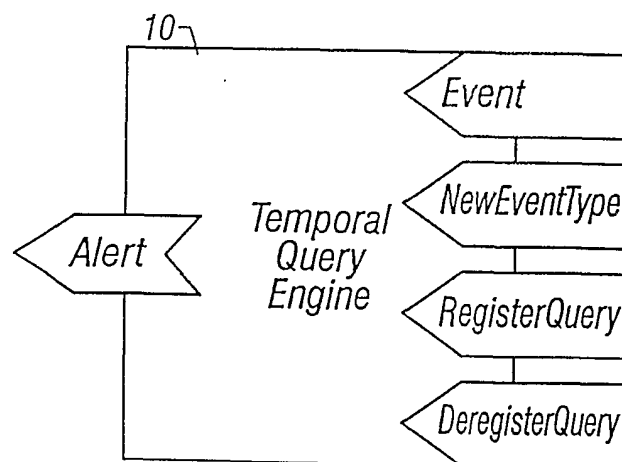 10
Event
NewEventType
Alert
Temporal
Query
Engine
RegisterQuery
DeregisterQuery